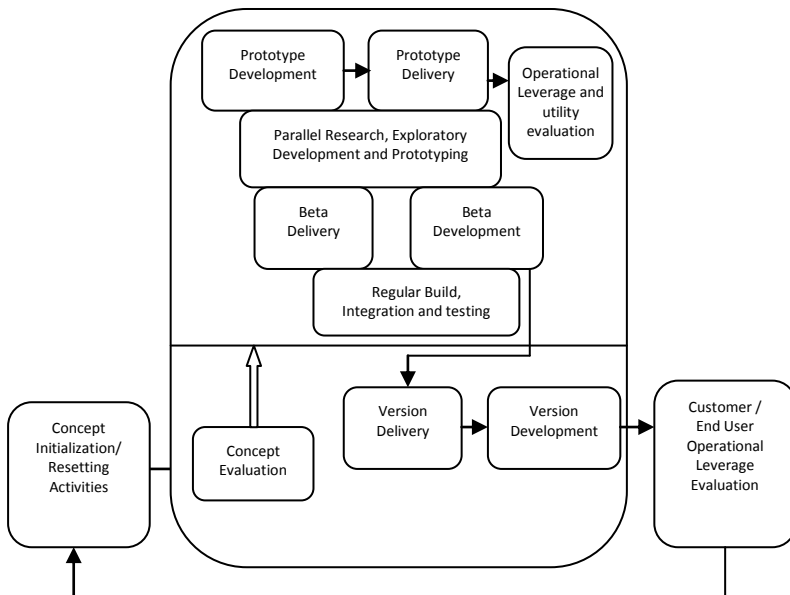 Prototype
Development
Prototype
Delivery
Operational
Leverage and
utility
evaluation
Parallel Research, Exploratory
Development and Prototyping
Beta
Delivery
Beta
Development
Regular Build,
Integration and testing
Concept
Initialization/
Resetting
Activities
Concept
Evaluation
Version
Delivery
Version
Development
Customer /
End User
Operational
Leverage
Evaluation